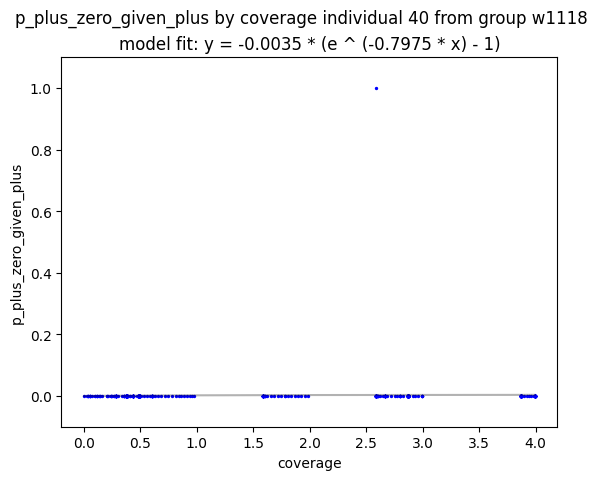 p_plus_zero_given_plus by coverage individual 40 from group w1118
model fit: y = -0.0035 * (e ^ (-0.7975 * x) - 1)
1.0
0.8
0.6
0.4
0.2
0.0
p_plus_zero_given_plus
0.0 0.5 1.0 1.5 2.0 2.5 3.0 3.5 4.0
coverage